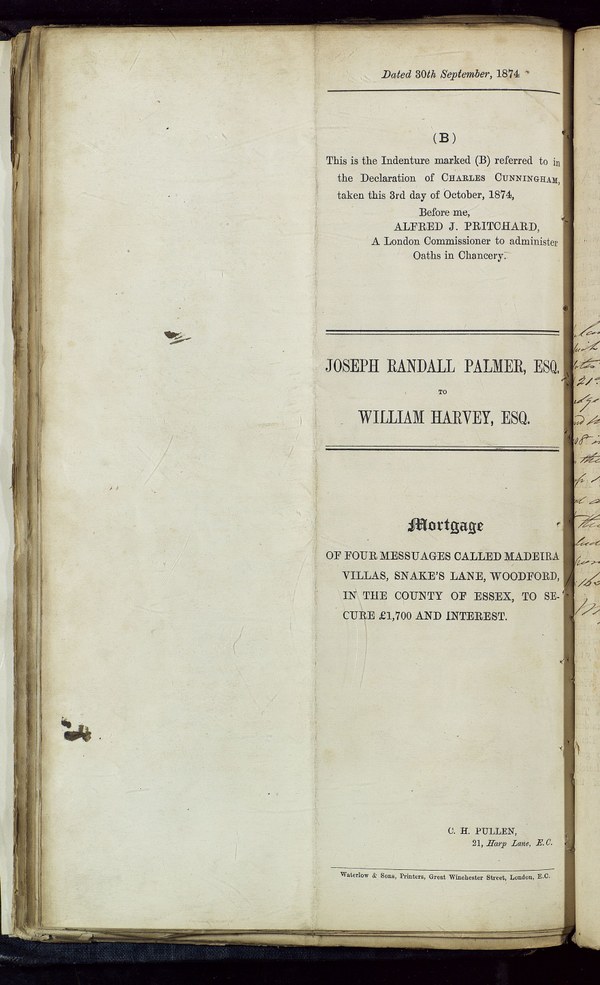 Dated 30th September, 1874
(B)
This is the Indenture marked (B) referred to in
the Declaration of CHARLES CUNNINGHAM,
taken this 3rd day of October, 1874,
Before me,
ALFRED J. PRITCHARD,
A London Commissioner to administer
Oaths in Chancery.
JOSEPH RANDALL PALMER, ESQ.
TO
WILLIAM HARVEY, ESQ.
Mortgage
OF FOUR MESSUAGES CALLED MADEIRA
VILLAS, SNAKE'S LANE, WOODFORD,
IN THE COUNTY OF ESSEX, TO SE-
CURE £1,700 AND INTEREST.
C. H. PULLEN,
21, Harp Lane, E.C.
Waterlow & Sons, Printers, Great Winchester Street, London, E.C.